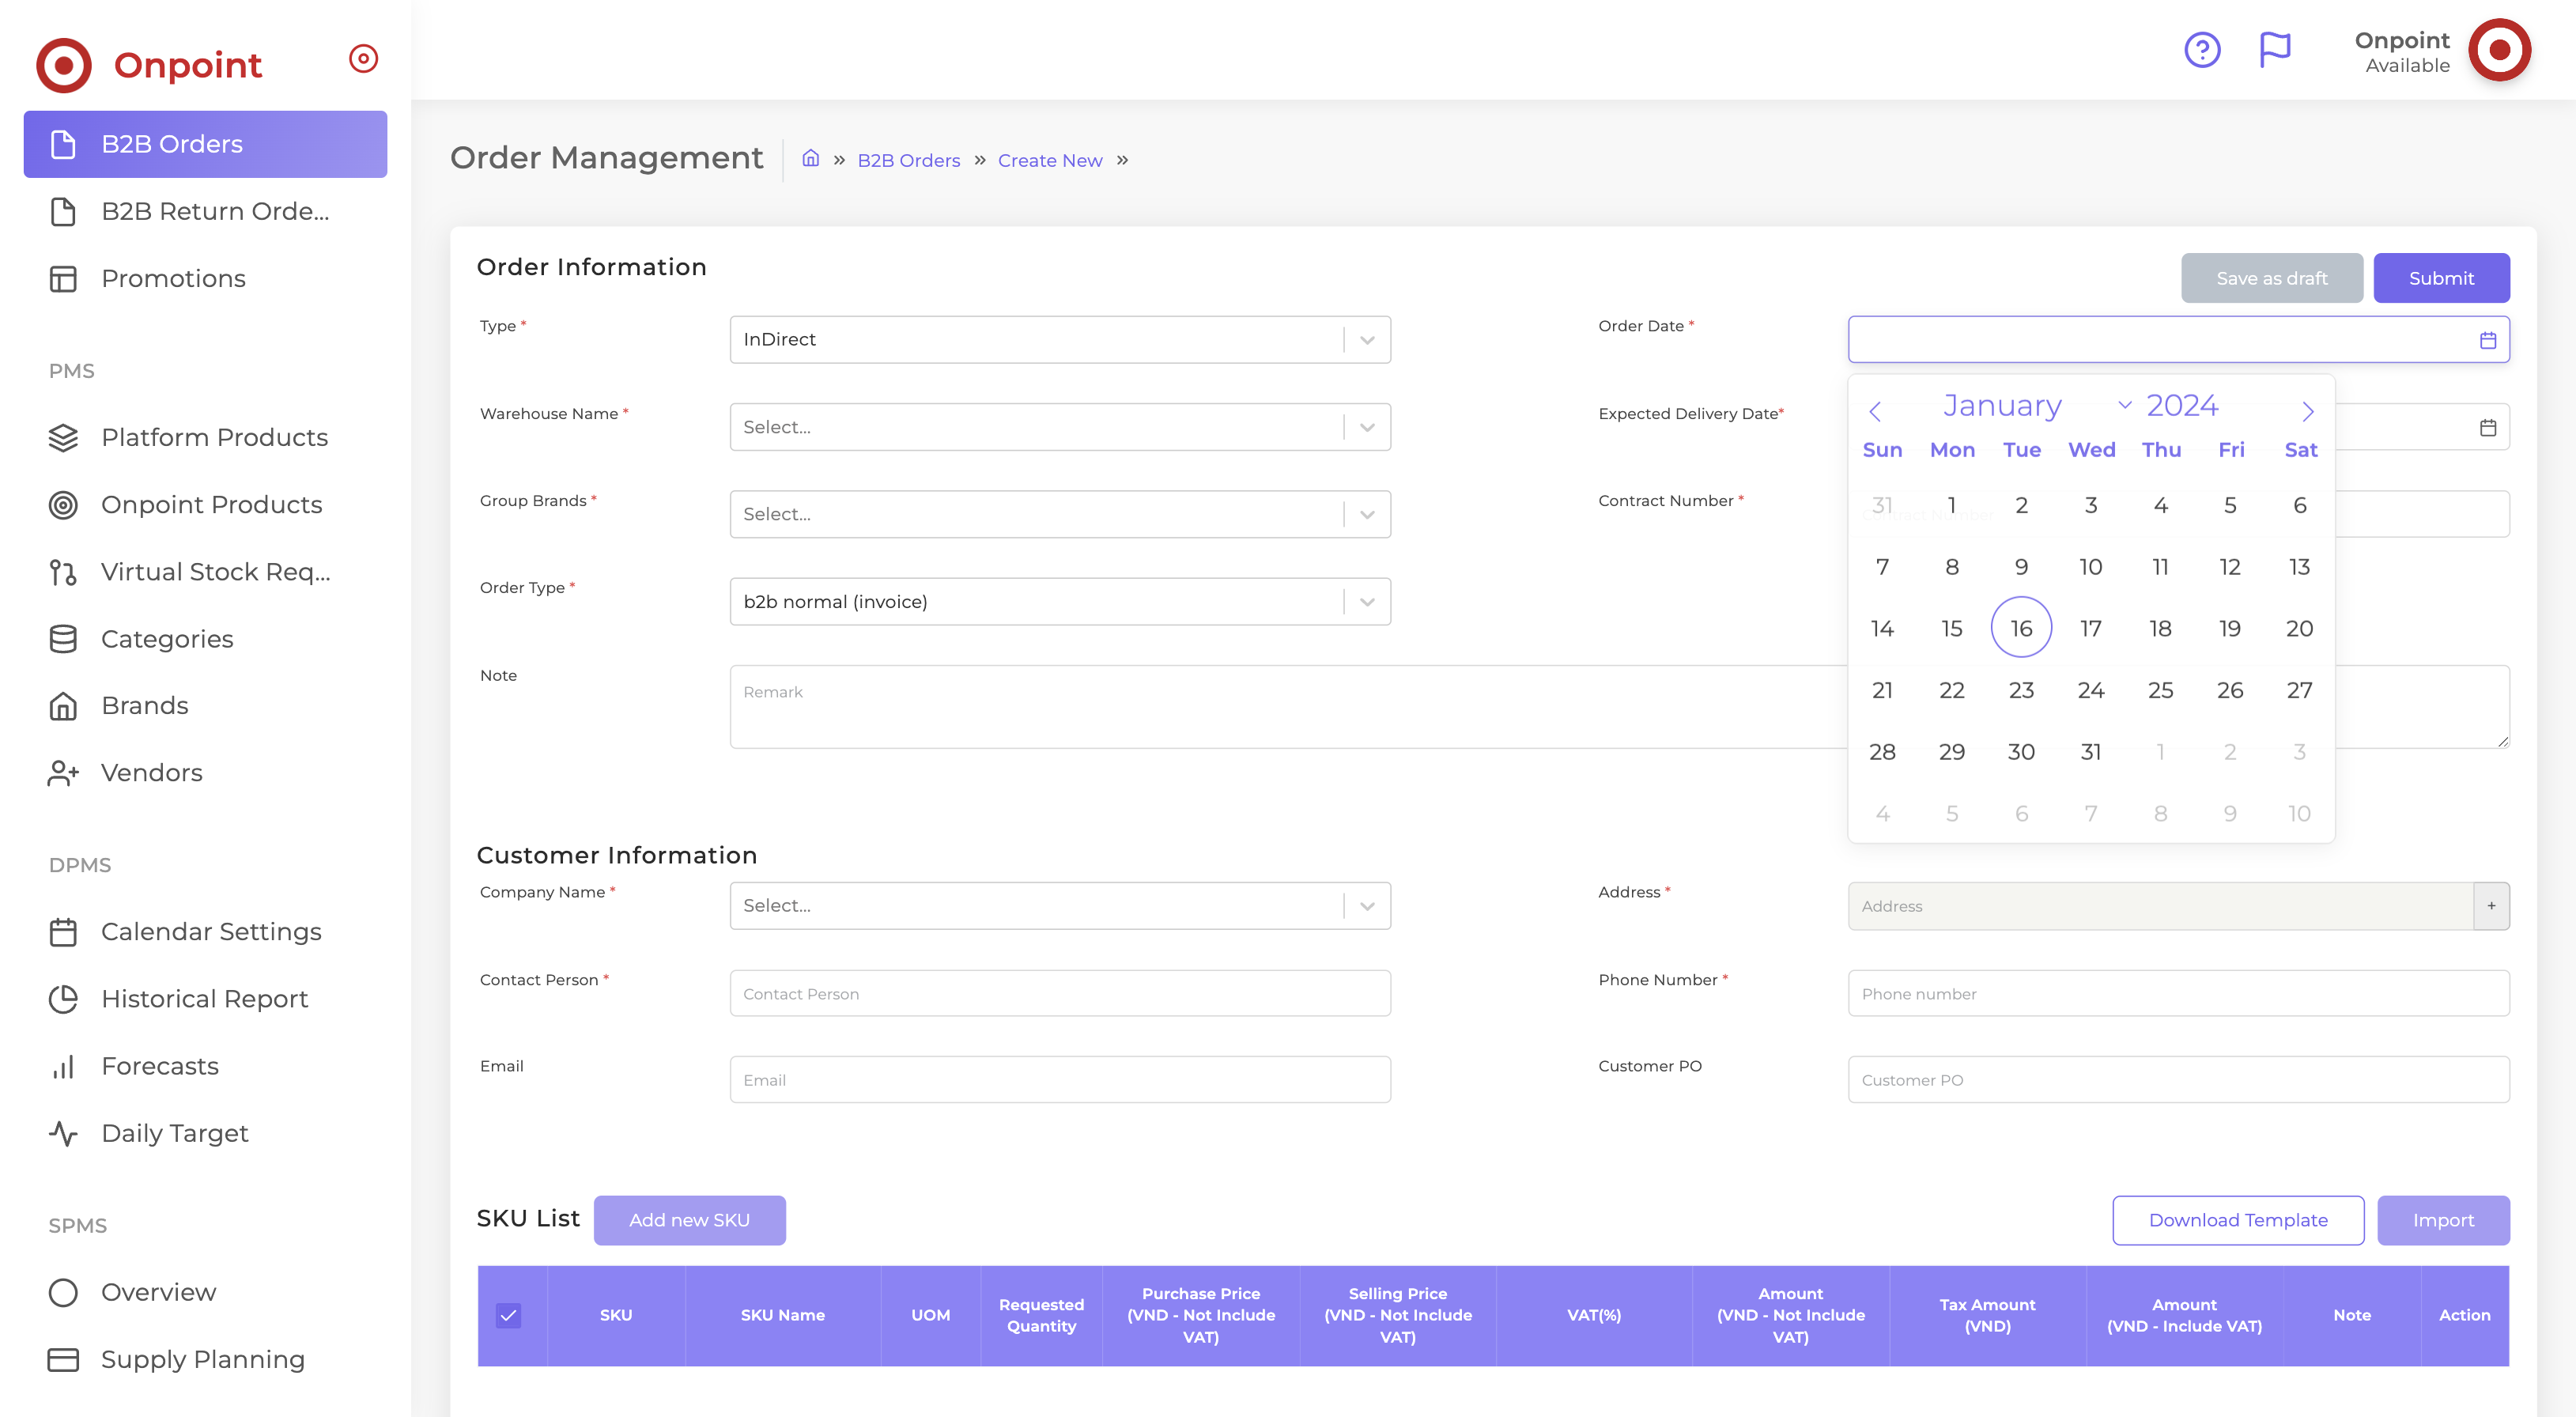 Onpoint
B2B Orders
B2B Return Orde...
Promotions
PMS
Platform Products
Onpoint Products
Virtual Stock Req...
Categories
Brands
Vendors
DPMS
Calendar Settings
Historical Report
Forecasts
Daily Target
SPMS
Overview
Supply Planning
Onpoint
Available
Order Management
» B2B Orders » Create New »
Order Information
Save as draft Submit
Type * InDirect
Order Date *
Warehouse Name * Select...
Expected Delivery Date*
Group Brands * Select...
Contract Number *
Order Type * b2b normal (invoice)
Note Remark
January 2024
Sun Mon Tue Wed Thu Fri Sat
31 1 2 3 4 5 6
7 8 9 10 11 12 13
14 15 16 17 18 19 20
21 22 23 24 25 26 27
28 29 30 31 1 2 3
4 5 6 7 8 9 10
Customer Information
Company Name * Select...
Address * Address +
Contact Person * Contact Person
Phone Number * Phone number
Email Email
Customer PO Customer PO
SKU List Add new SKU Download Template Import
SKU
SKU Name
UOM
Requested
Quantity
Purchase Price
(VND - Not Include
VAT)
Selling Price
(VND - Not Include
VAT)
VAT(%)
Amount
(VND - Not Include
VAT)
Tax Amount
(VND)
Amount
(VND - Include VAT)
Note
Action